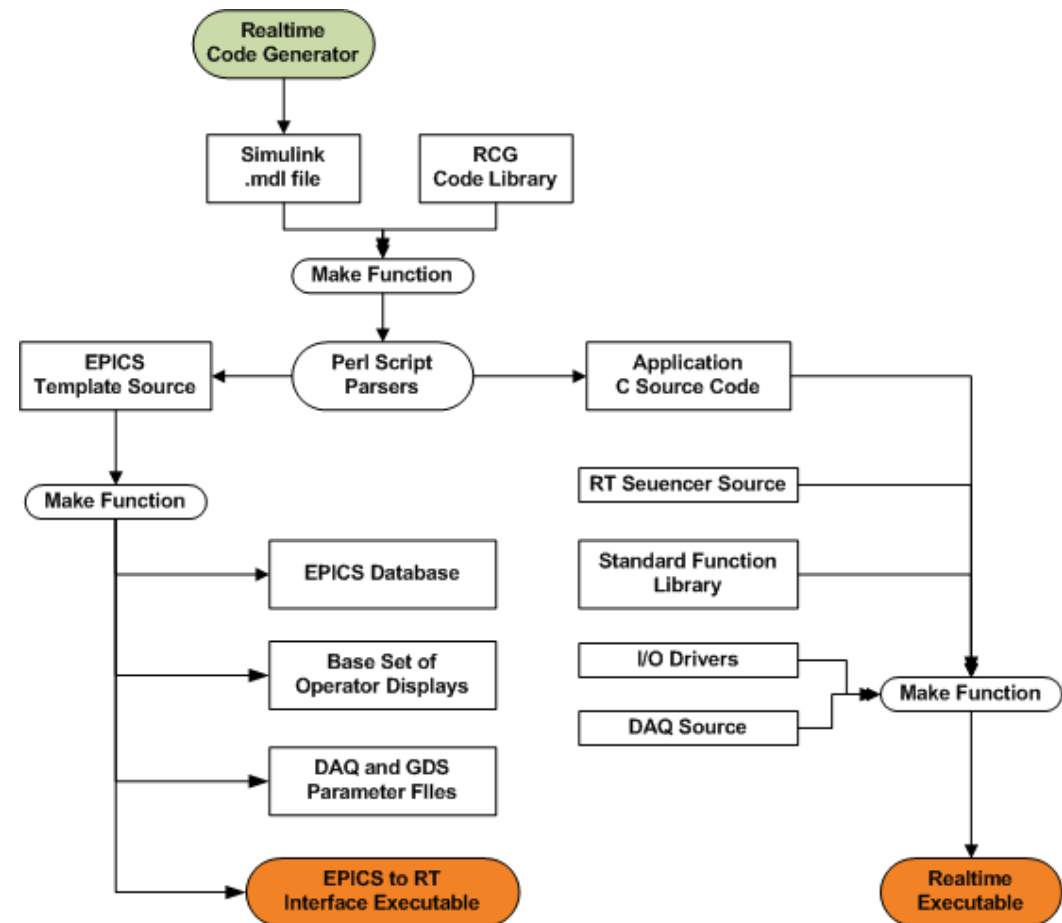 Realtime
Code Generator
Simulink
.mdl file
RCG
Code Library
Make Function
EPICS
Template Source
Perl Script
Parsers
Application
C Source Code
Make Function
RT Seuencer Source
EPICS Database
Standard Function
Library
Base Set of
Operator Displays
I/O Drivers
Make Function
DAQ Source
DAQ and GDS
Parameter FIles
EPICS to RT
Interface Executable
Realtime
Executable